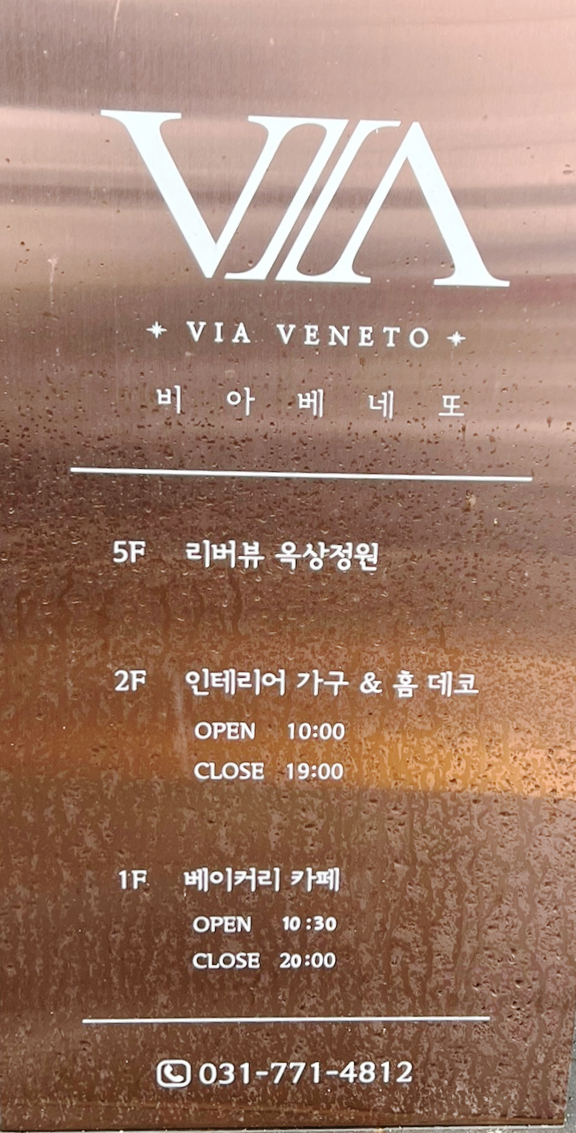 VIA
VIA VENETO
비아베네또
5F 리버뷰 옥상정원
2F 인테리어 가구 & 홈 데코
OPEN 10:00
CLOSE 19:00
1F 베이커리 카페
OPEN 10:30
CLOSE 20:00
031-771-4812